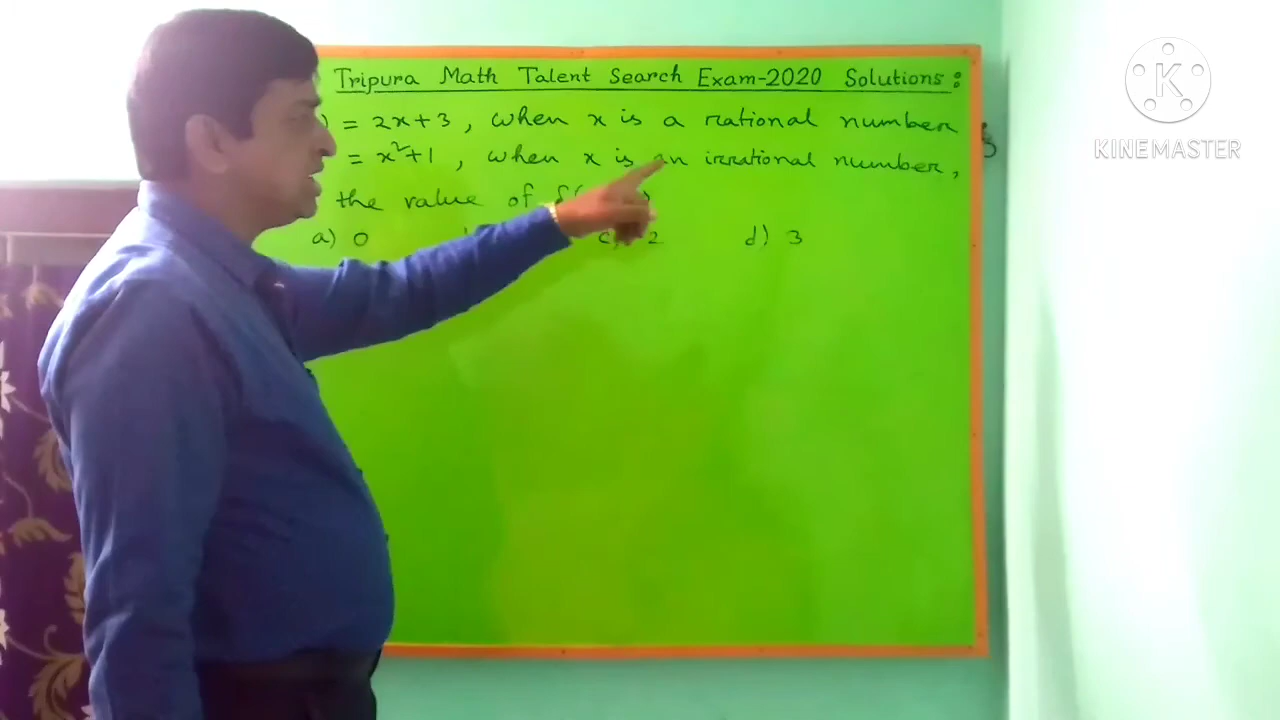 Tripura Math Talent Search Exam-2020 Solutions:
) = 2x+3, when x is a rational number
= x²+1, when x is an irrational number,
the value of f(
a) 0 2 d) 3
K
KINEMASTER